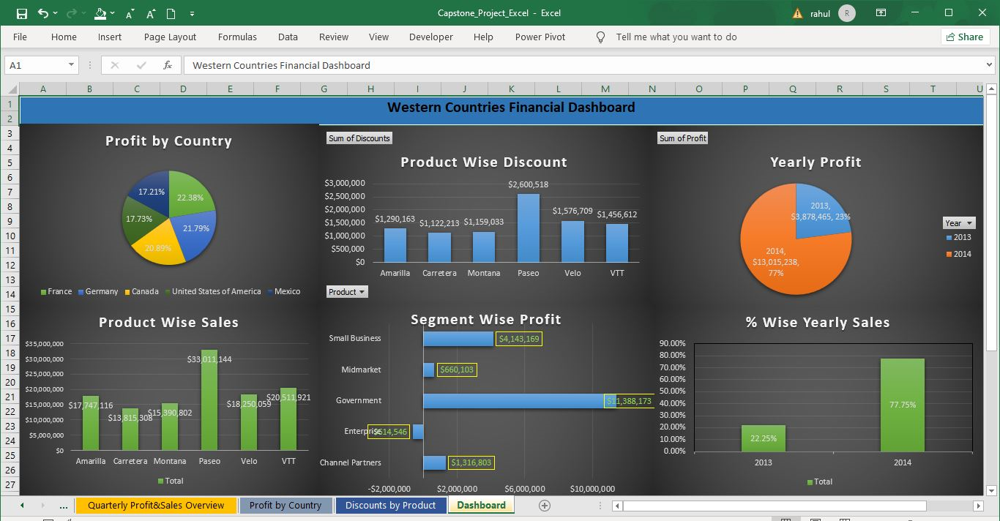 Capstone_Project_Excel - Excel
rahul
R
File Home Insert Page Layout Formulas Data Review View Developer Help Power Pivot Tell me what you want to do Share
A1 fx Western Countries Financial Dashboard
A B C D E F G H I J K L M N O P Q R S T U
1
2
3
4
5
6
7
8
9
10
11
12
13
14
15
16
17
18
19
20
21
22
23
24
25
26
27
Western Countries Financial Dashboard
Profit by Country
17.21%
22.38%
17.73%
21.79%
20.89%
France Germany Canada United States of America Mexico
Sum of Discounts
Product Wise Discount
$3,000,000
$2,500,000
$2,000,000
$1,500,000
$1,000,000
$500,000
$0
$1,290,163
$1,122,213
$1,159,033
$2,600,518
$1,576,709
$1,456,612
Amarilla Carretera Montana Paseo Velo VTT
Product
Sum of Profit
Yearly Profit
2013,
$3,878,465, 23%
2014,
$13,015,238,
77%
Year
2013
2014
Product Wise Sales
$35,000,000
$30,000,000
$25,000,000
$20,000,000
$15,000,000
$10,000,000
$5,000,000
$0
$17,747,116
$13,815,308
$15,390,802
$33,011,144
$18,250,059
$20,511,921
Amarilla Carretera Montana Paseo Velo VTT
Total
Segment Wise Profit
Small Business
$4,143,169
Midmarket
$660,103
Government
$11,388,173
Enterprise
-$614,546
Channel Partners
$1,316,803
-$2,000,000 $2,000,000 $6,000,000 $10,000,000
% Wise Yearly Sales
90.00%
80.00%
70.00%
60.00%
50.00%
40.00%
30.00%
20.00%
10.00%
0.00%
22.25%
77.75%
2013 2014
Total
... Quarterly Profit&Sales Overview Profit by Country Discounts by Product Dashboard